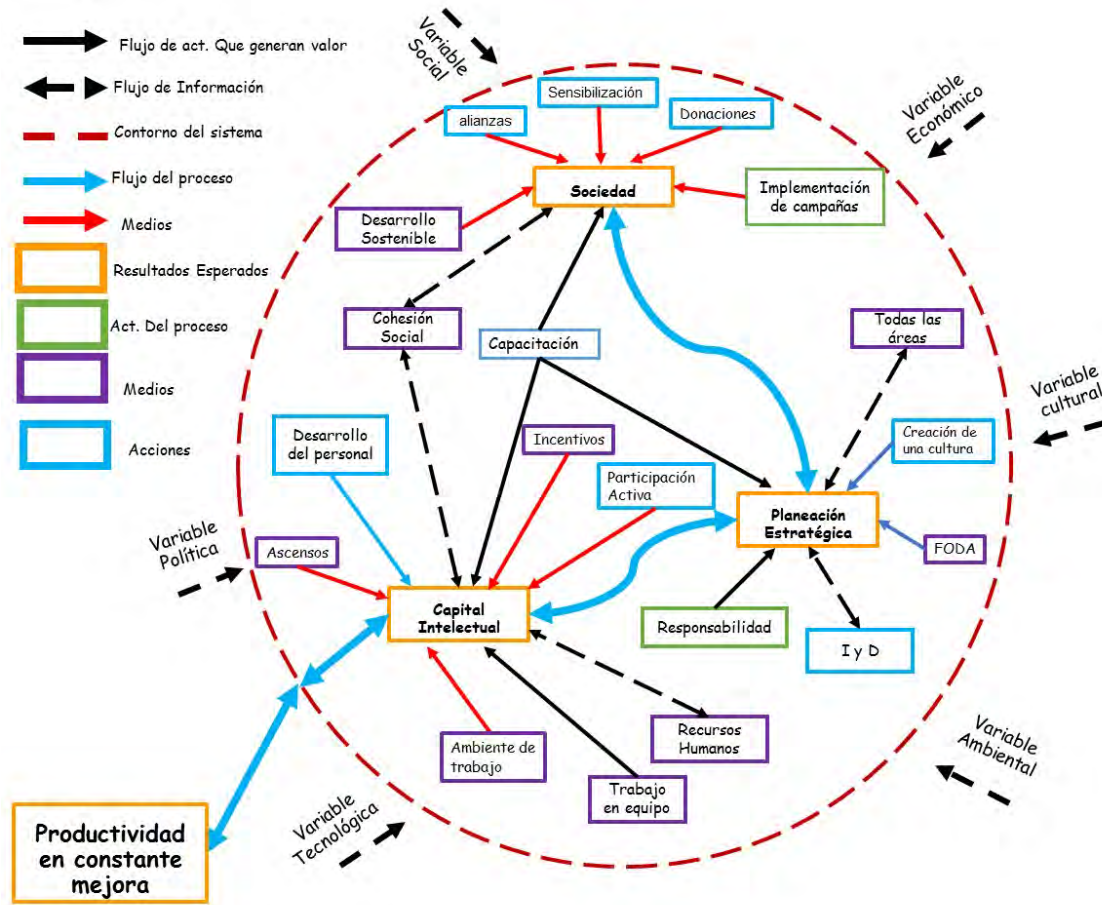 Flujo de act. Que generan valor
Flujo de Información
Contorno del sistema
Flujo del proceso
Medios
Resultados Esperados
Act. Del proceso
Medios
Acciones
Variable
Social
Variable
Económico
Variable
cultural
Variable
Ambiental
Variable
Tecnológica
Variable
Política
Sensibilización
alianzas
Donaciones
Sociedad
Implementación
de campañas
Desarrollo
Sostenible
Cohesión
Social
Capacitación
Todas las
áreas
Desarrollo
del personal
Incentivos
Participación
Activa
Creación de
una cultura
Planeación
Estratégica
FODA
Ascensos
Capital
Intelectual
Responsabilidad
I y D
Ambiente de
trabajo
Recursos
Humanos
Trabajo
en equipo
Productividad
en constante
mejora